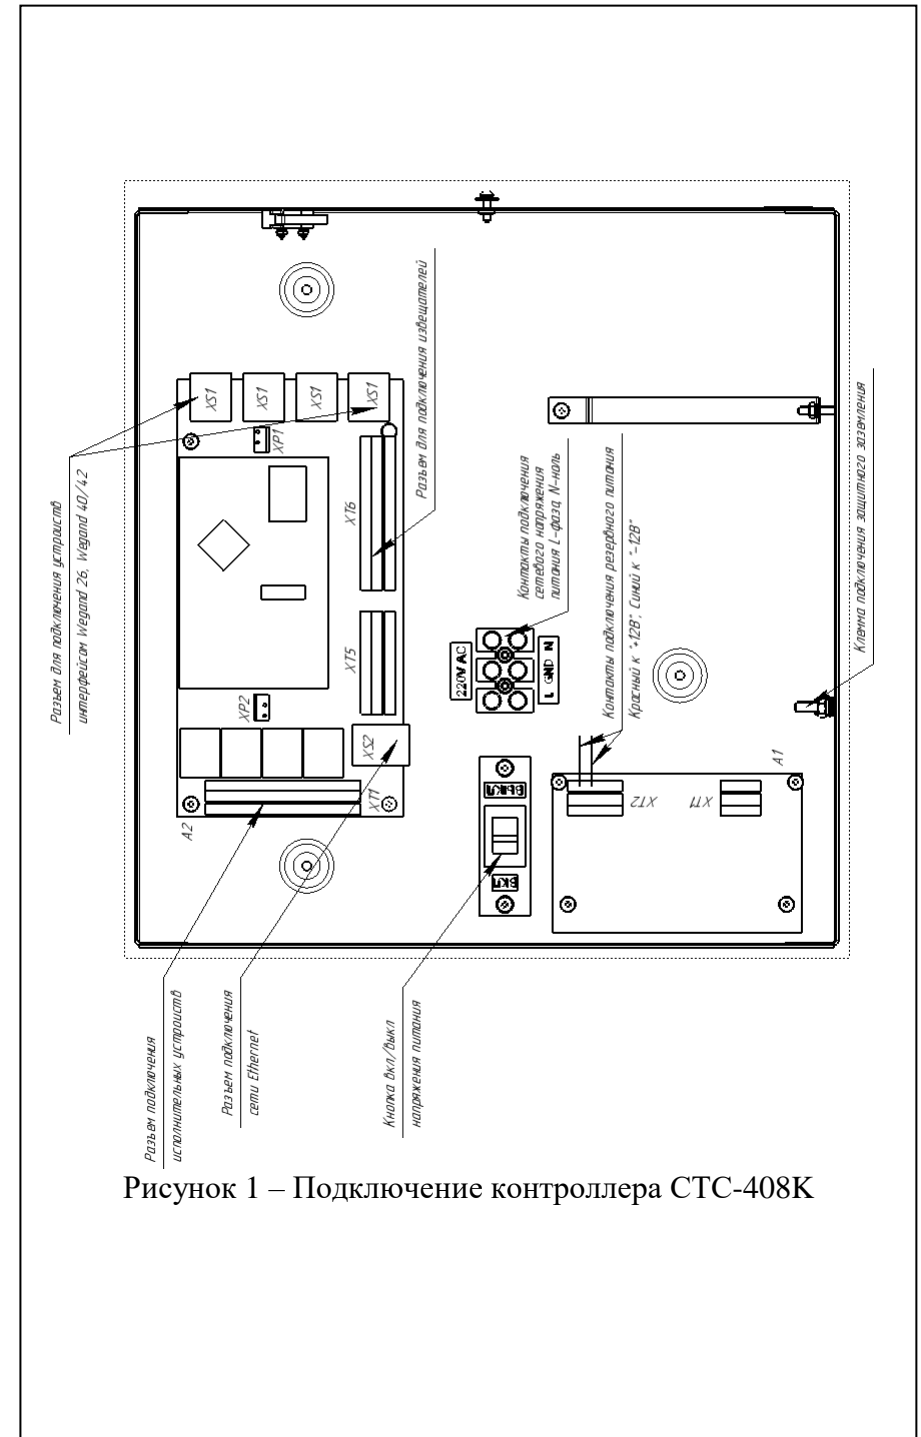 Разъем для подключения устройств
интерфейсом Wegand 26, Wegand 40/42
XS1
XS1
XS1
XS1
XP1
XT6
Разъем для подключения извещателей
XT5
XP2
XS2
XT1
A2
Контакты подключения
сетевого напряжения
питания L-фаза, N-ноль
220V AC
L GND N
Контакты подключения резервного питания
Красный к "+12В", Синий к "-12В"
Клемма подключения защитного заземления
ВЫКЛ
ВКЛ
XT2
XT1
A1
Разъем подключения
исполнительных устройств
Разъем подключения
сети Ethernet
Кнопка вкл/выкл
напряжения питания
Рисунок 1 – Подключение контроллера СТС-408К